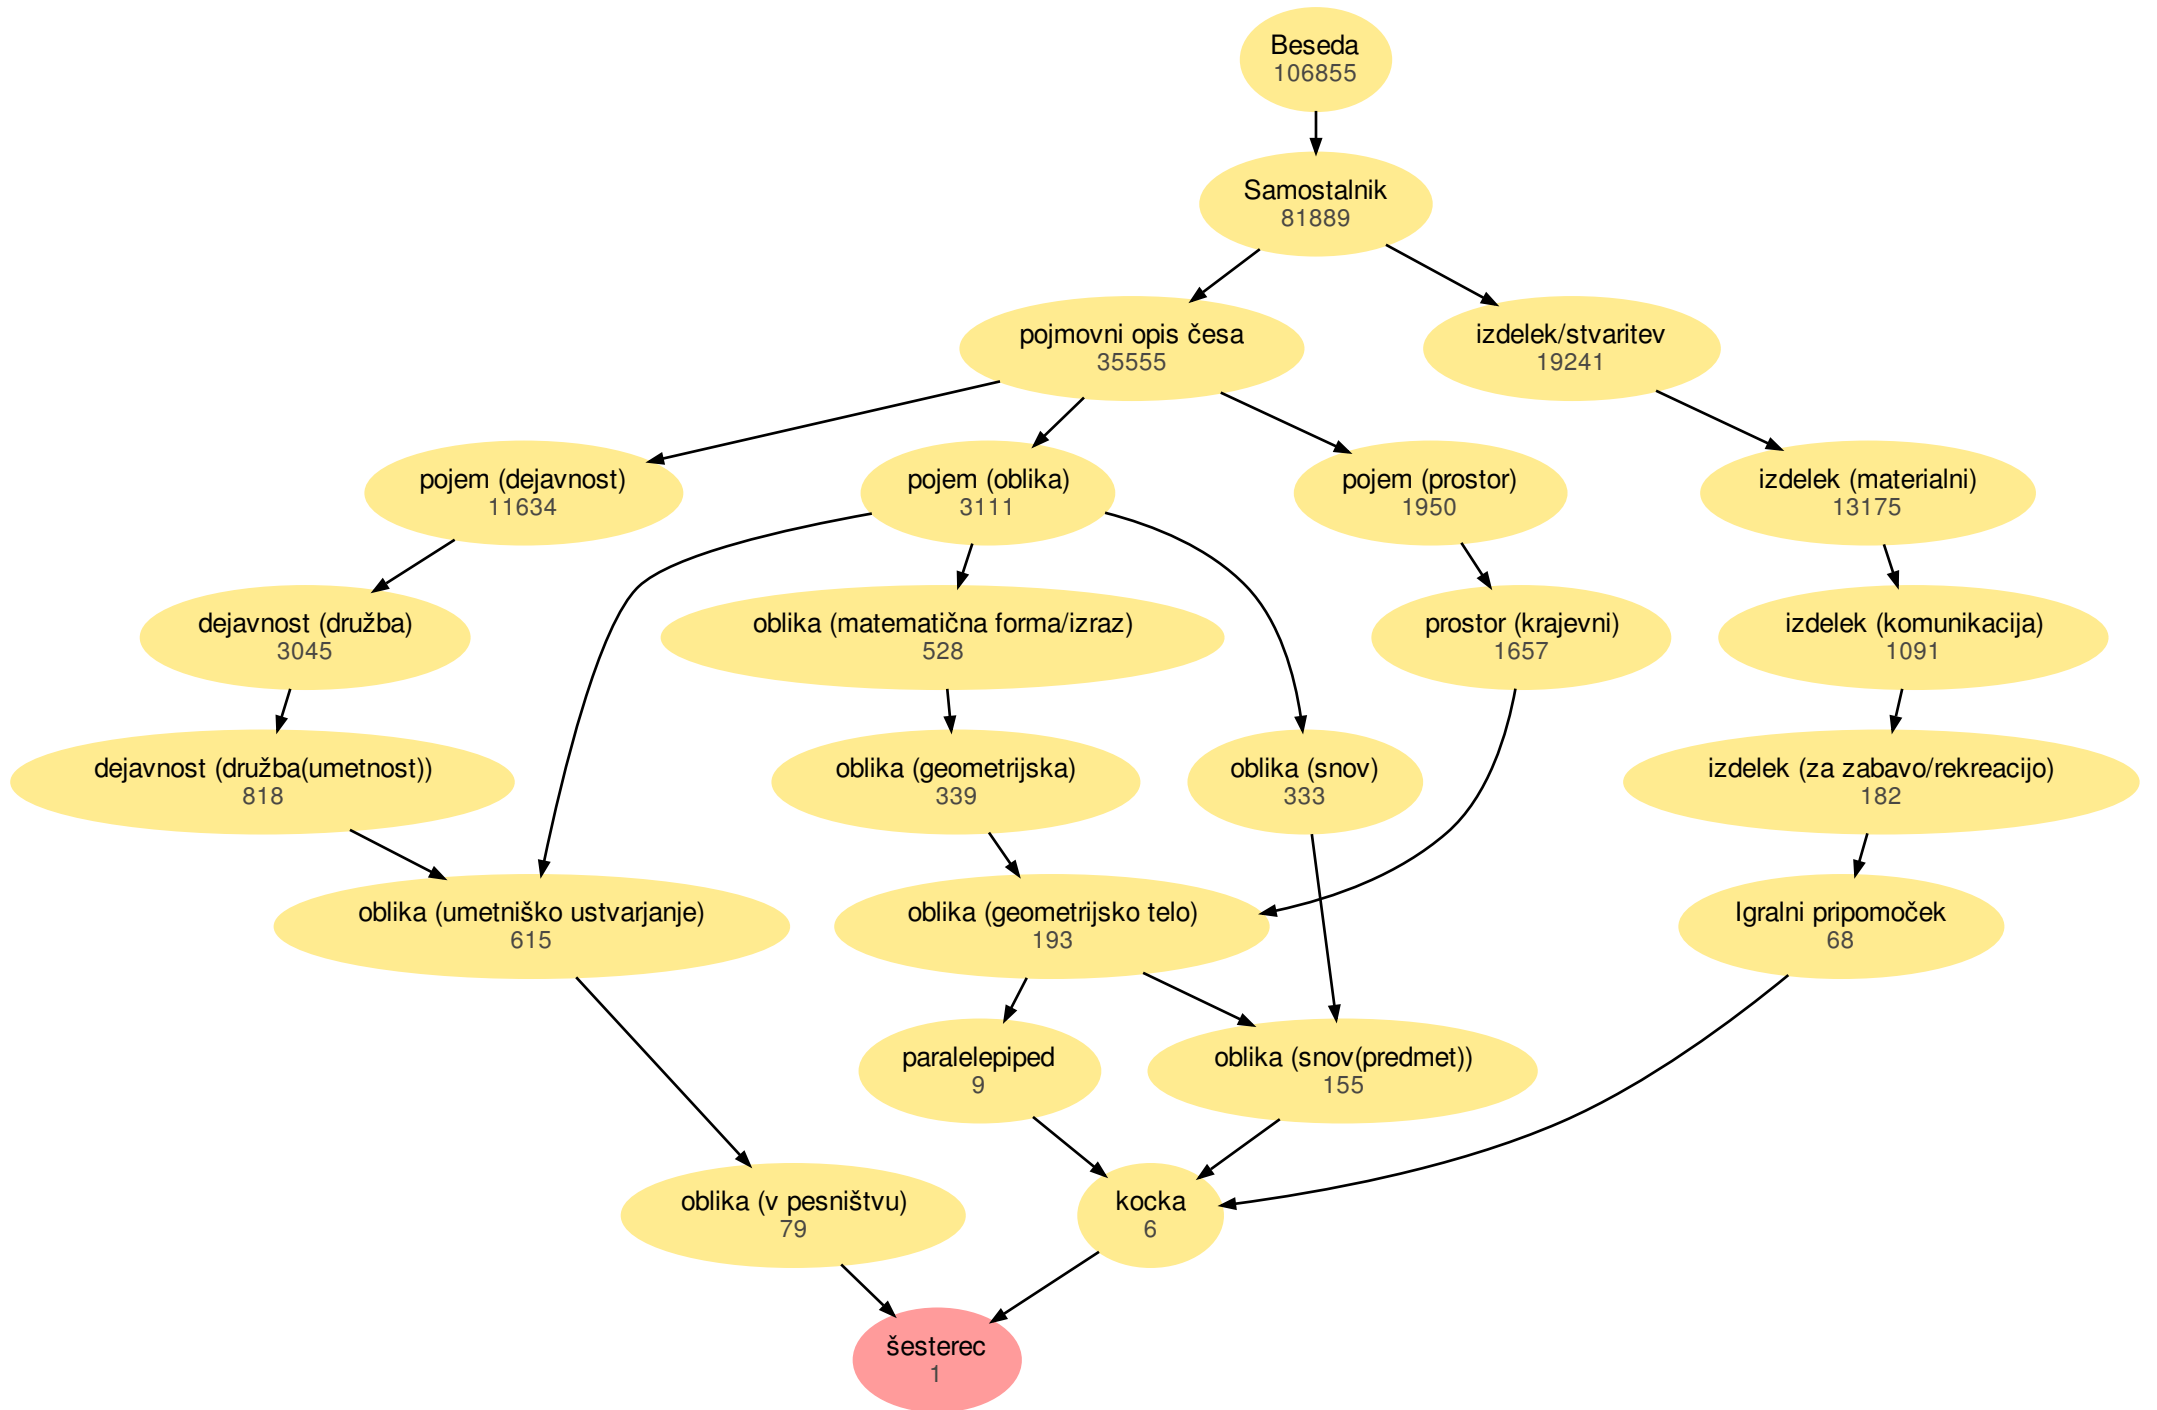 Beseda
106855
Samostalnik
81889
pojmovni opis česa
35555
izdelek/stvaritev
19241
pojem (dejavnost)
11634
pojem (oblika)
3111
pojem (prostor)
1950
izdelek (materialni)
13175
dejavnost (družba)
3045
oblika (matematična forma/izraz)
528
prostor (krajevni)
1657
izdelek (komunikacija)
1091
dejavnost (družba(umetnost))
818
oblika (geometrijska)
339
oblika (snov)
333
izdelek (za zabavo/rekreacijo)
182
oblika (umetniško ustvarjanje)
615
oblika (geometrijsko telo)
193
Igralni pripomoček
68
paralelepiped
9
oblika (snov(predmet))
155
oblika (v pesništvu)
79
kocka
6
šesterec
1